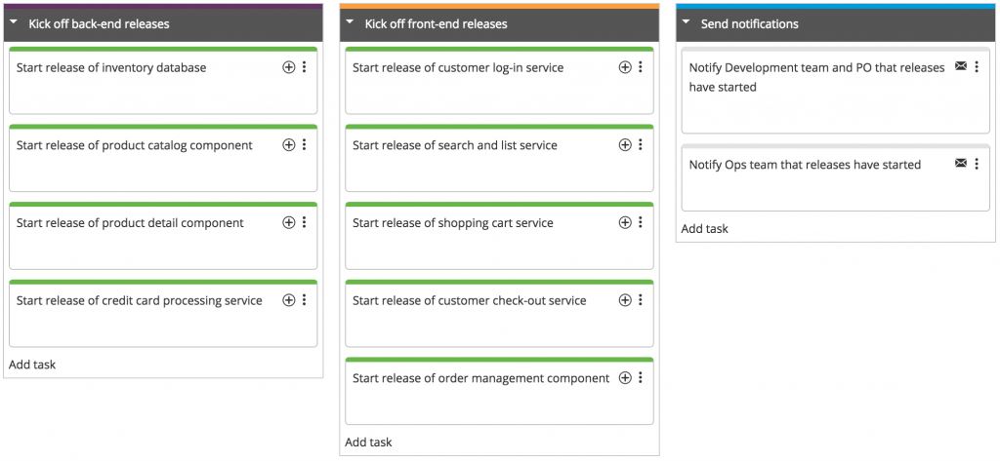 Kick off back-end releases
Start release of inventory database
Start release of product catalog component
Start release of product detail component
Start release of credit card processing service
Add task
Kick off front-end releases
Start release of customer log-in service
Start release of search and list service
Start release of shopping cart service
Start release of customer check-out service
Start release of order management component
Add task
Send notifications
Notify Development team and PO that releases
have started
Notify Ops team that releases have started
Add task